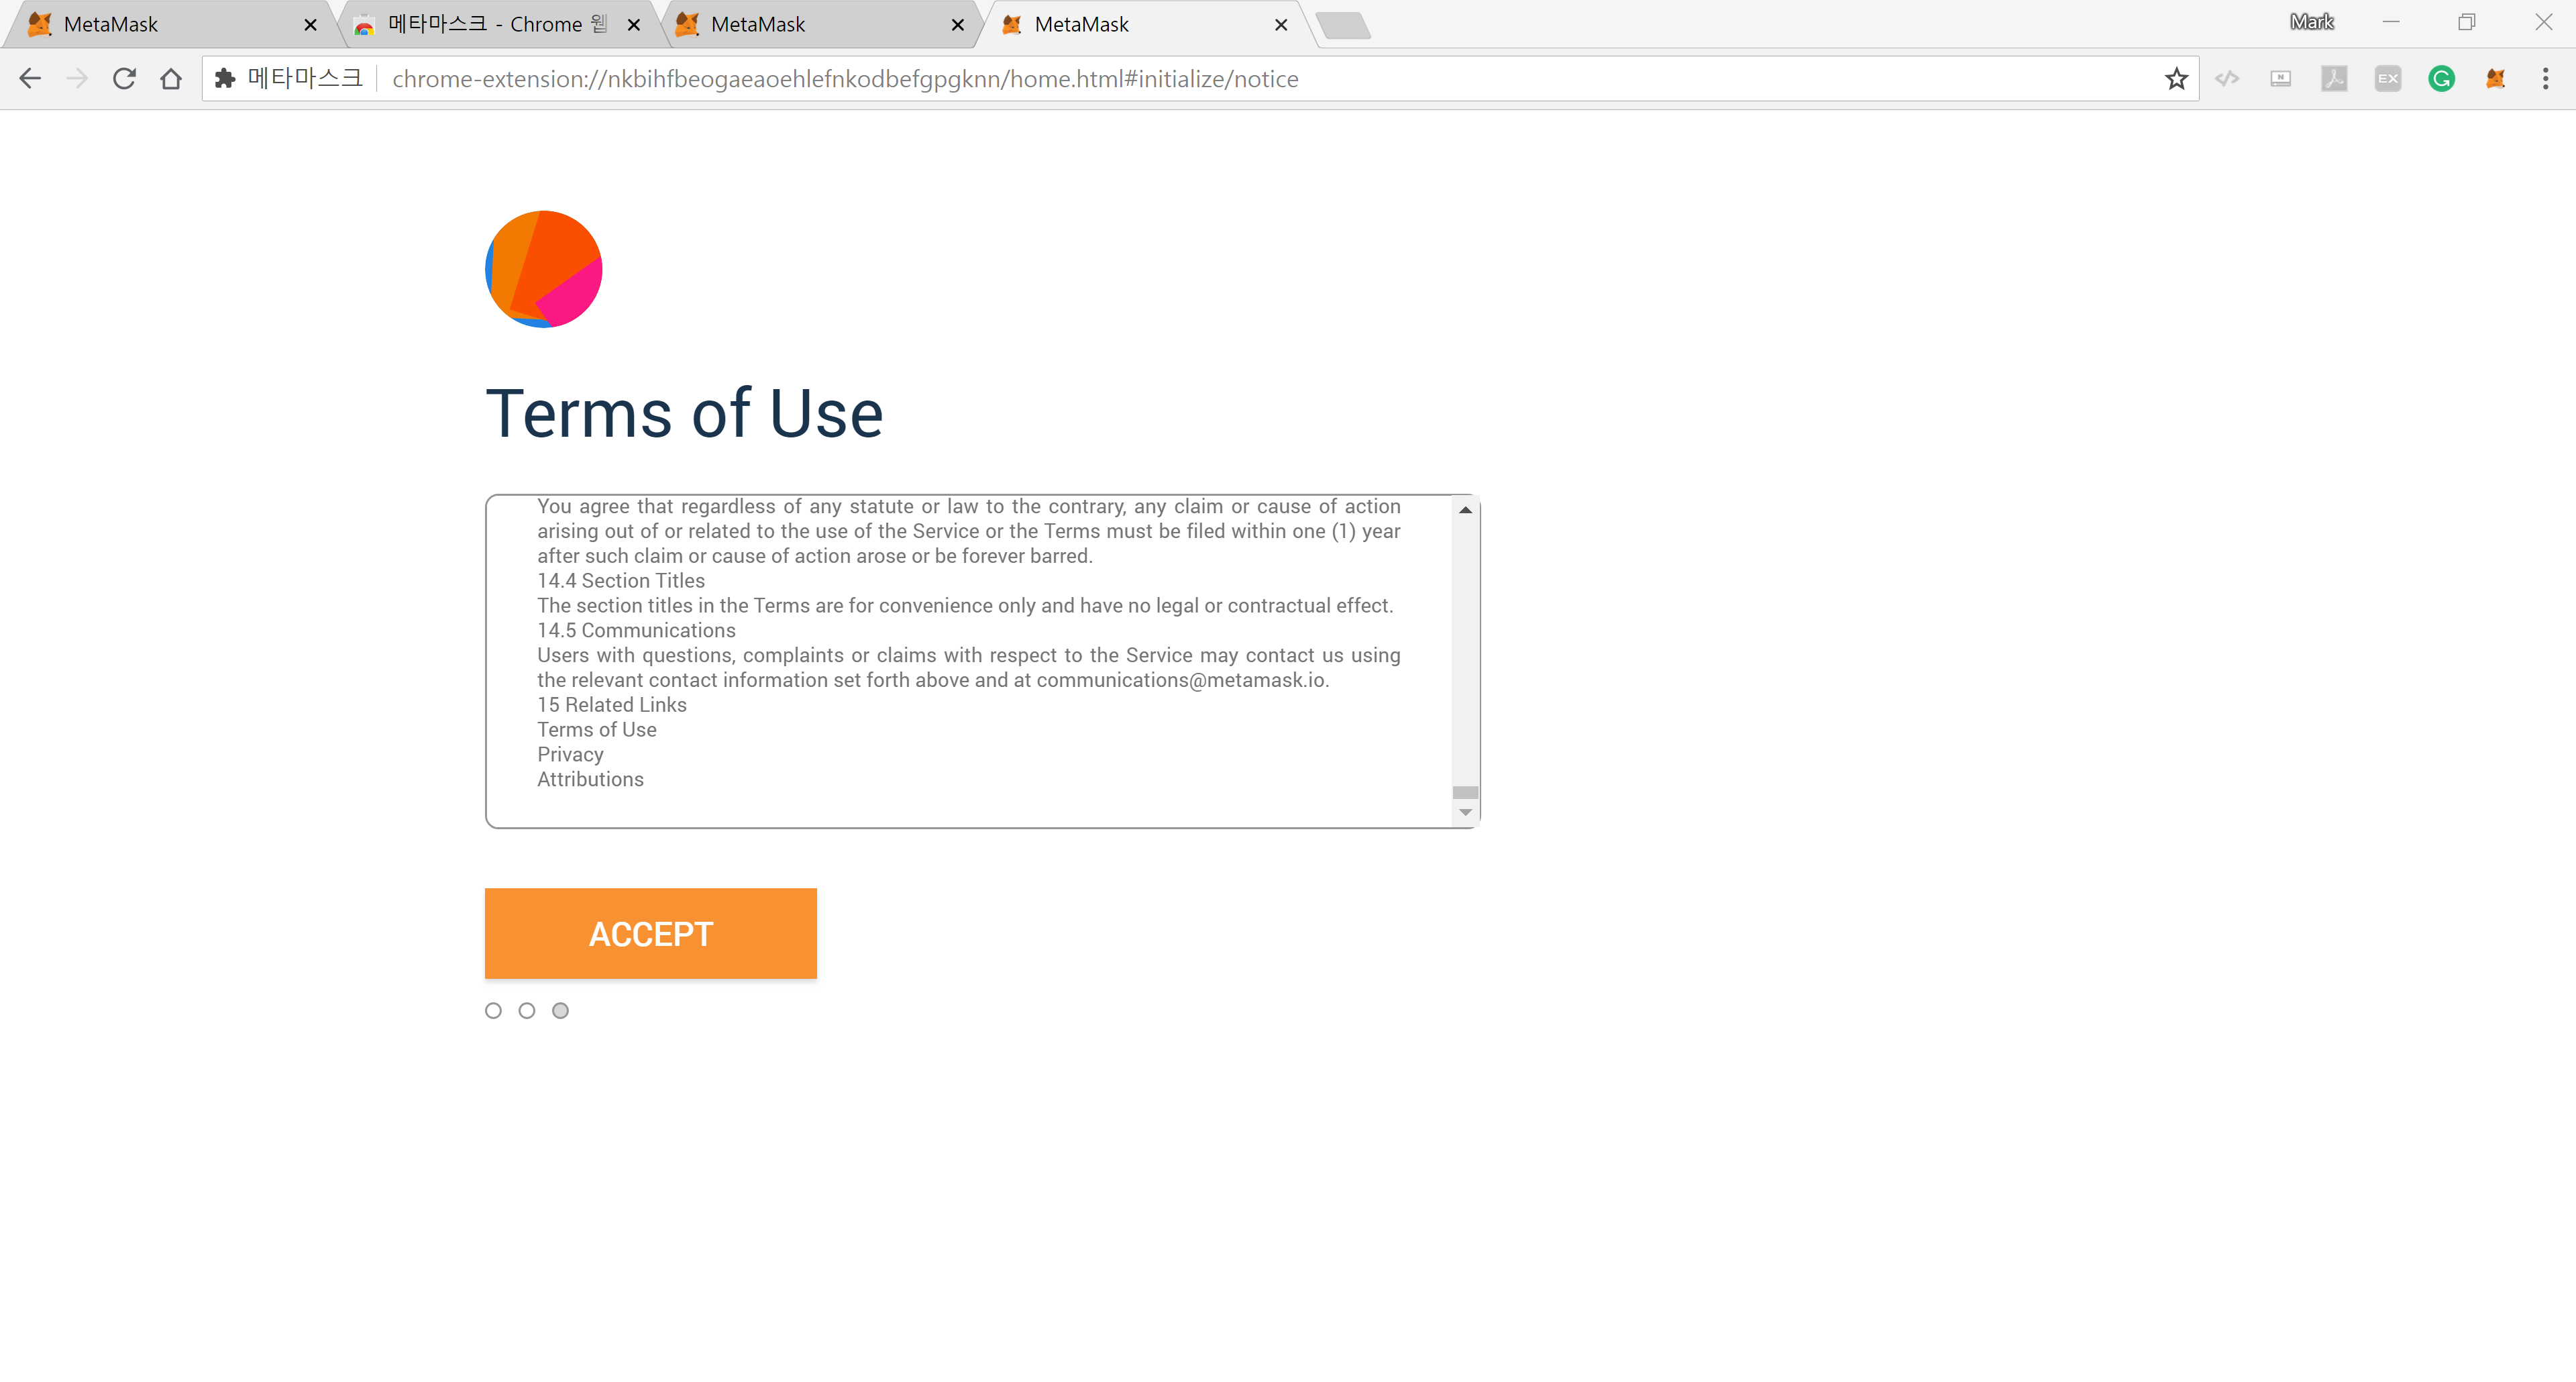 MetaMask
메타마스크 - Chrome 웹
MetaMask
MetaMask
Mark
메타마스크
chrome-extension://nkbihfbeogaeaoehlefnkodbefgpgknn/home.html#initialize/notice
EX
Terms of Use
You agree that regardless of any statute or law to the contrary, any claim or cause of action
arising out of or related to the use of the Service or the Terms must be filed within one (1) year
after such claim or cause of action arose or be forever barred.
14.4 Section Titles
The section titles in the Terms are for convenience only and have no legal or contractual effect.
14.5 Communications
Users with questions, complaints or claims with respect to the Service may contact us using
the relevant contact information set forth above and at communications@metamask.io.
15 Related Links
Terms of Use
Privacy
Attributions
ACCEPT